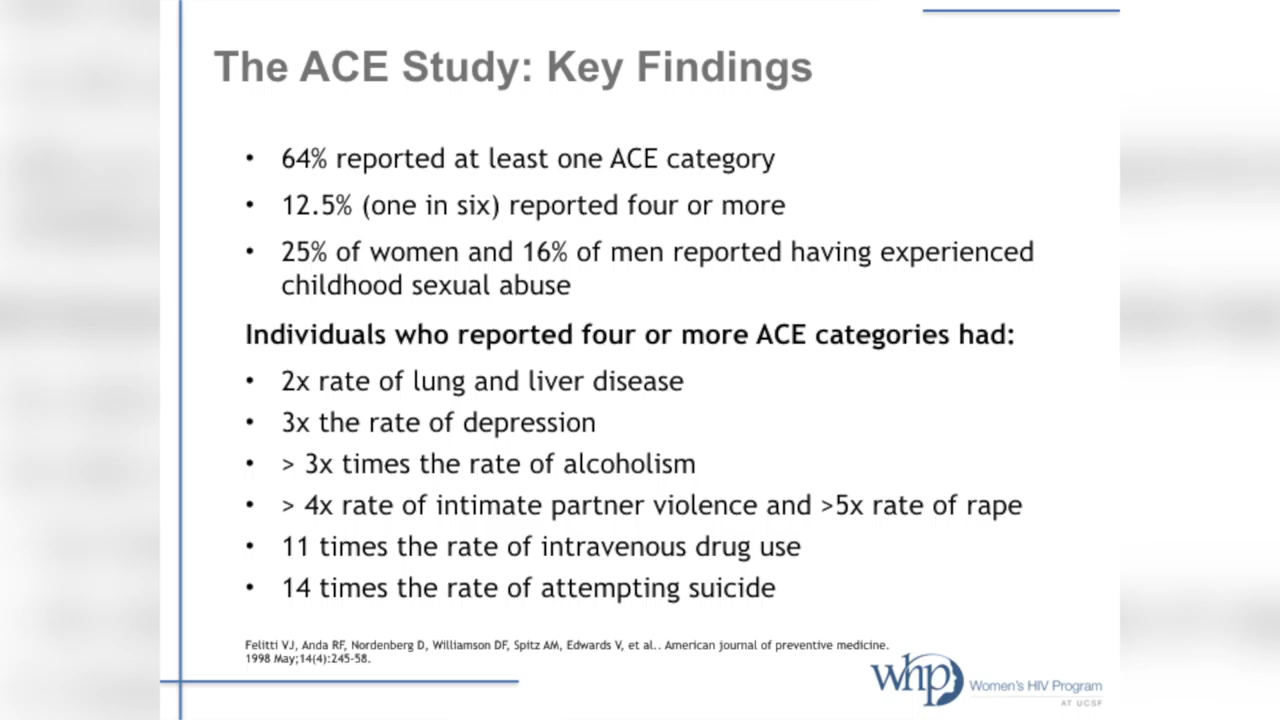 The ACE Study: Key Findings
• 64% reported at least one ACE category
• 12.5% (one in six) reported four or more
• 25% of women and 16% of men reported having experienced
childhood sexual abuse
Individuals who reported four or more ACE categories had:
• 2x rate of lung and liver disease
• 3x the rate of depression
• > 3x times the rate of alcoholism
• > 4x rate of intimate partner violence and >5x rate of rape
• 11 times the rate of intravenous drug use
• 14 times the rate of attempting suicide
Felitti VJ, Anda RF, Nordenberg D, Williamson DF, Spitz AM, Edwards V, et al.. American journal of preventive medicine.
1998 May;14(4):245-58.
whp Women's HIV Program
AT UCSF